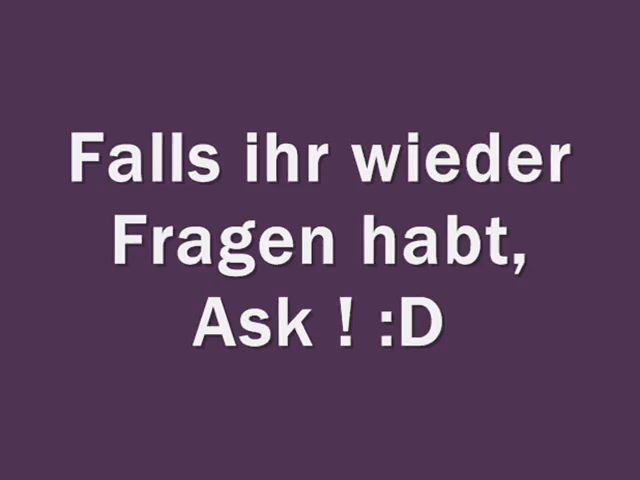 Falls ihr wieder
Fragen habt,
Ask ! :D